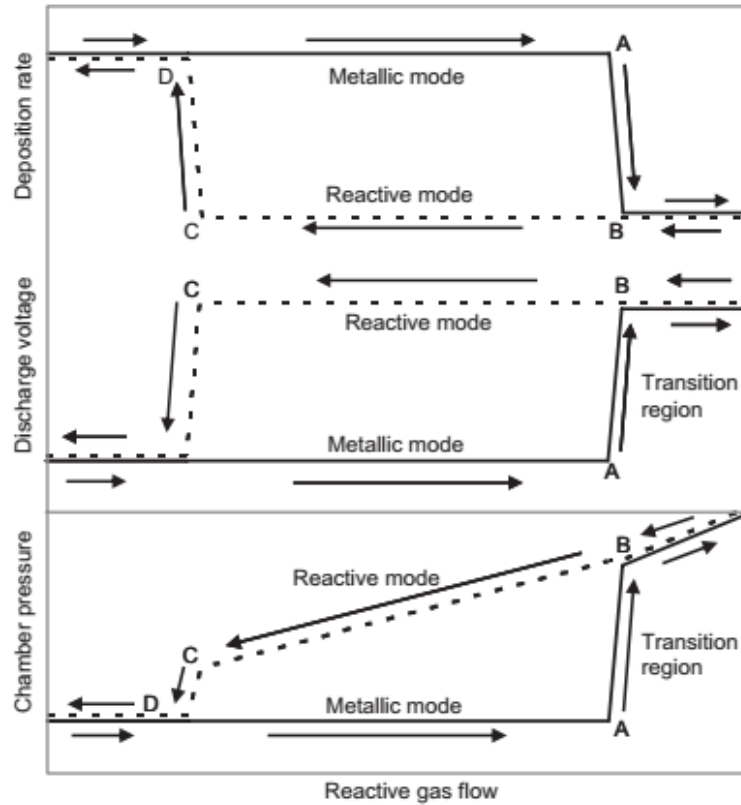 Deposition rate
A
D
Metallic mode
Reactive mode
C
B
Discharge voltage
C
B
Reactive mode
Transition
region
Metallic mode
A
Chamber pressure
B
Reactive mode
C
Transition
region
D
Metallic mode
A
Reactive gas flow